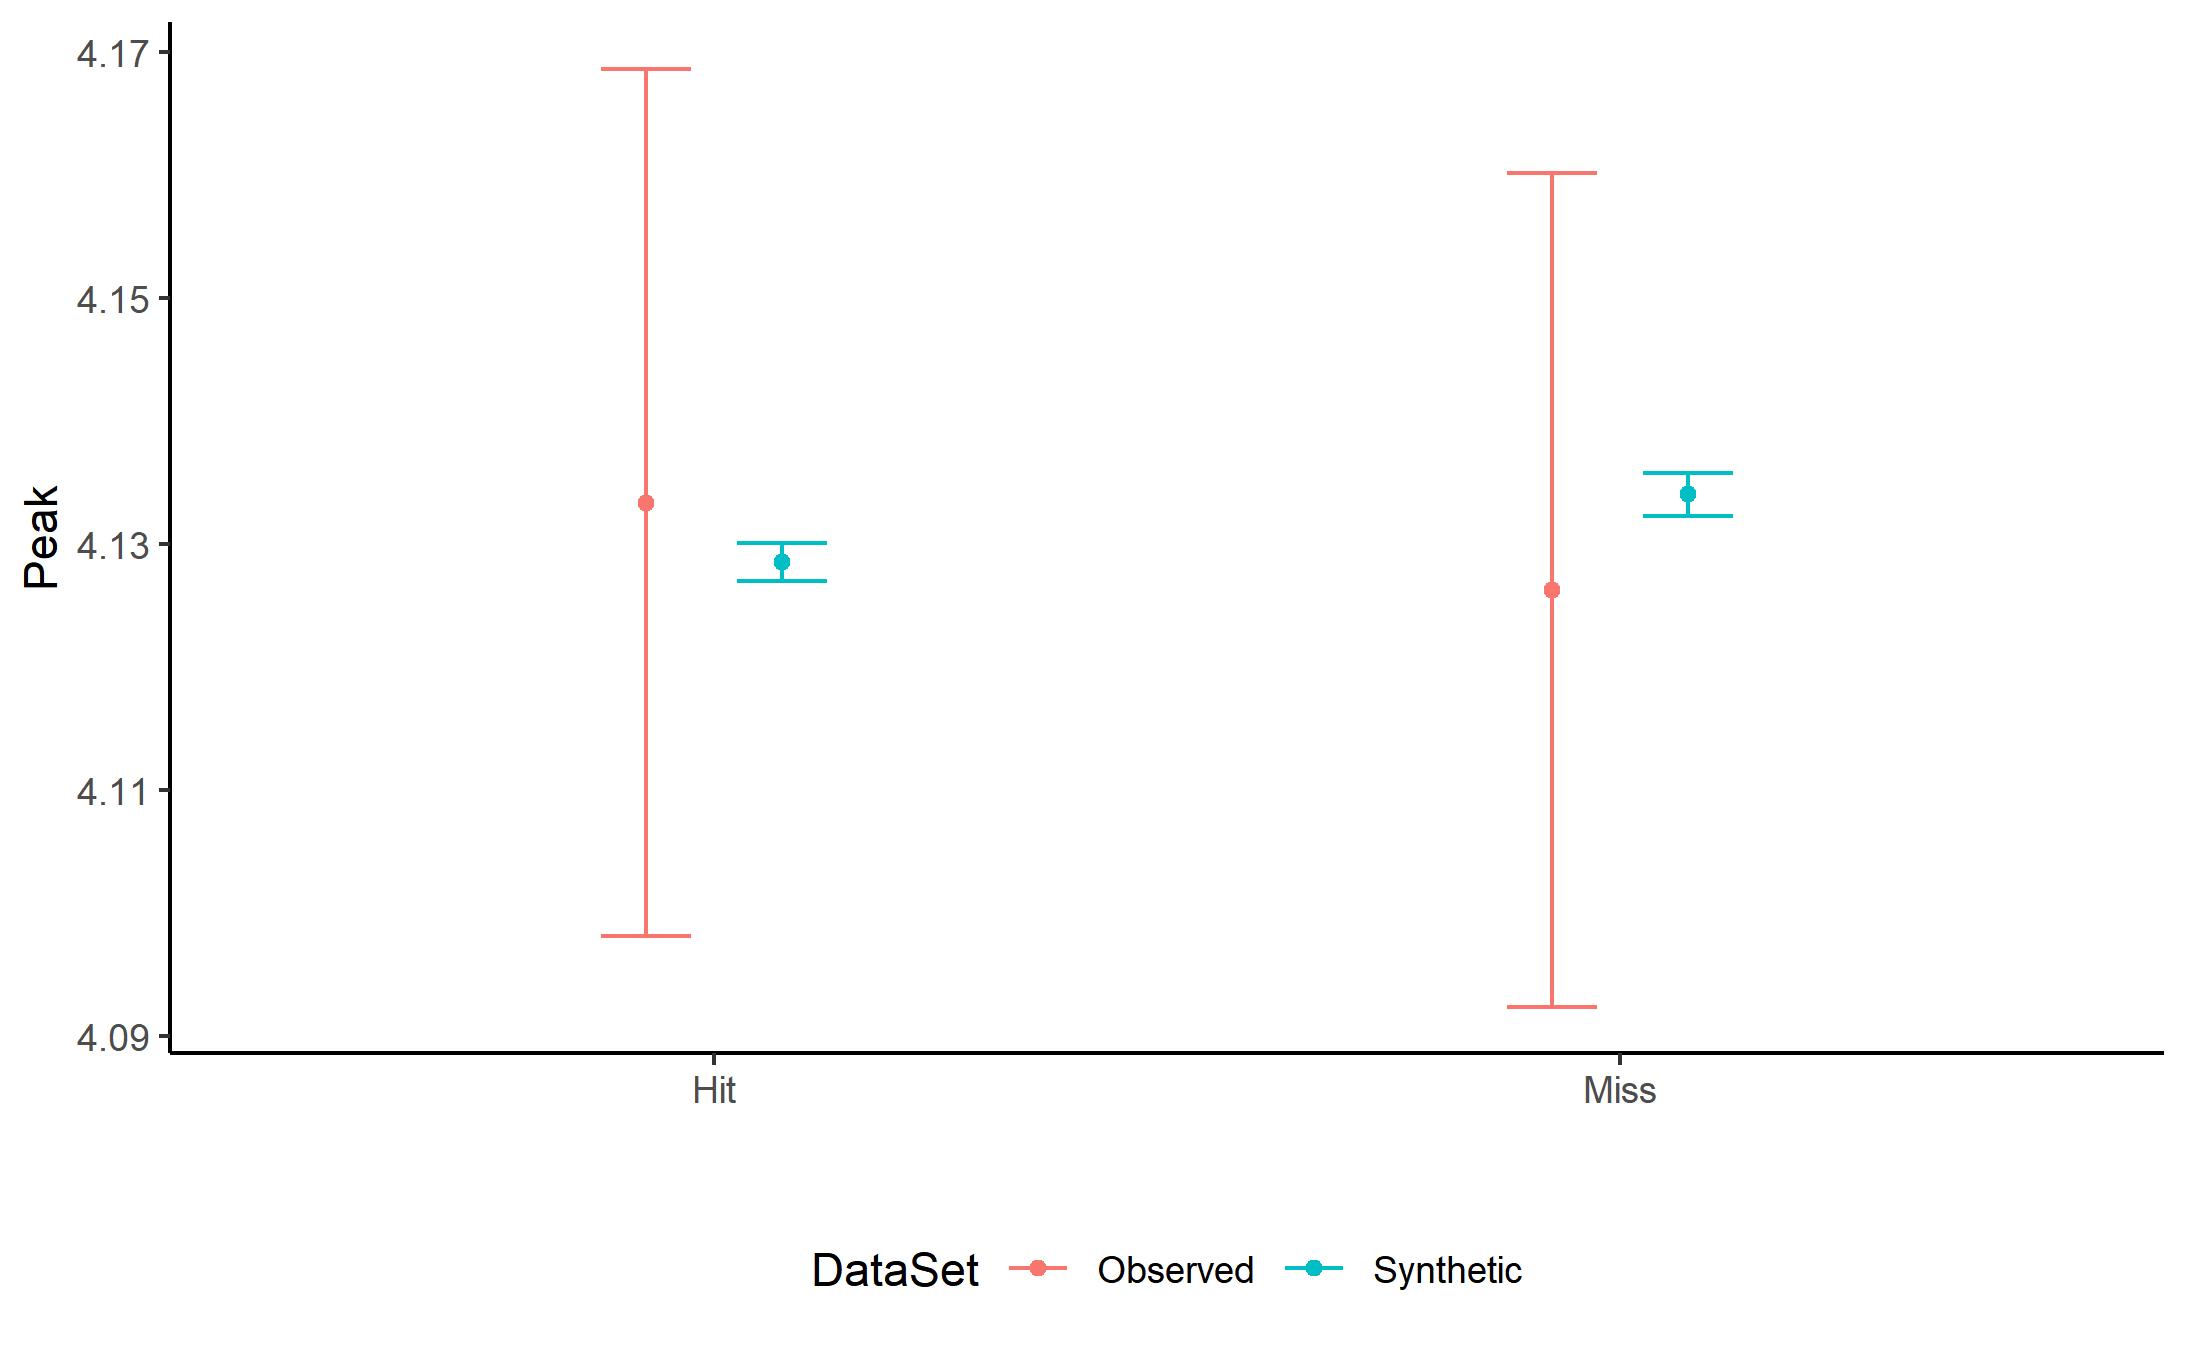 Peak
4.17
4.15
4.13
4.11
4.09
Hit Miss
DataSet Observed Synthetic